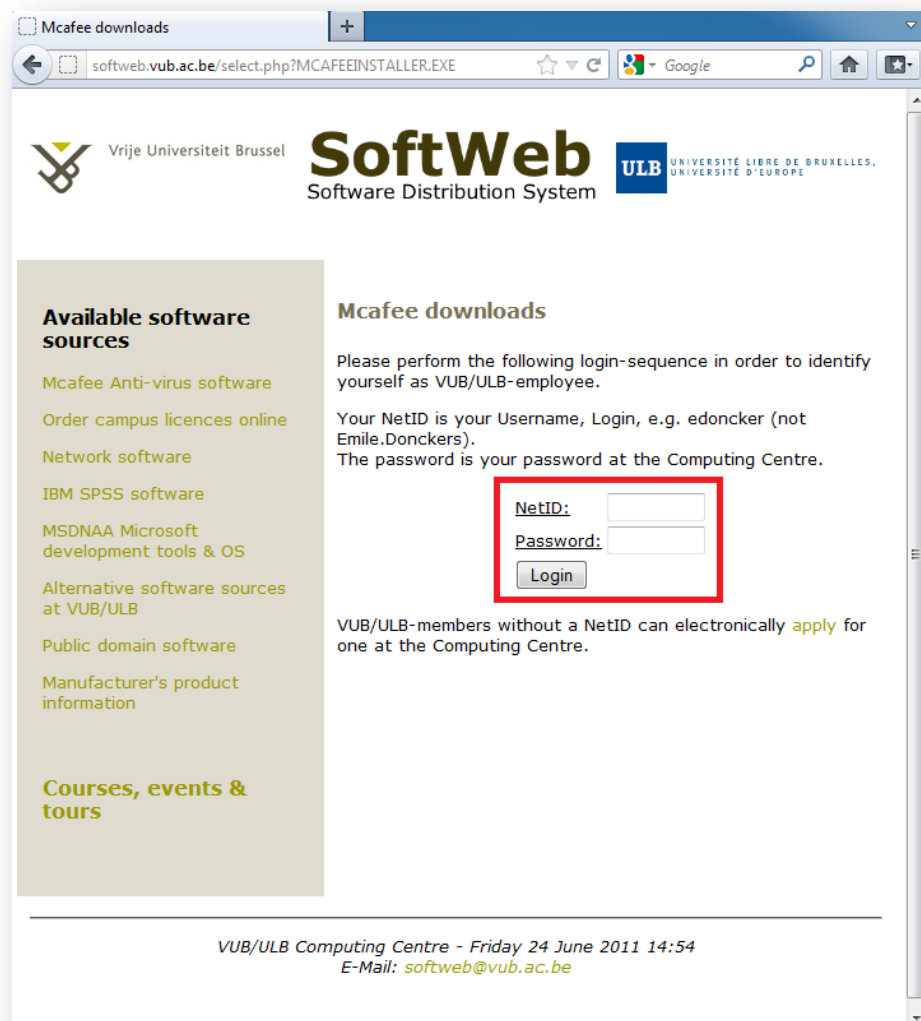 Mcafee downloads
softweb.vub.ac.be/select.php?MCAFEEINSTALLER.EXE
Google
Vrije Universiteit Brussel
SoftWeb
Software Distribution System
ULB
UNIVERSITÉ LIBRE DE BRUXELLES,
UNIVERSITÉ D'EUROPE
Available software
sources
Mcafee Anti-virus software
Order campus licences online
Network software
IBM SPSS software
MSDNAA Microsoft
development tools & OS
Alternative software sources
at VUB/ULB
Public domain software
Manufacturer's product
information
Courses, events &
tours
Mcafee downloads
Please perform the following login-sequence in order to identify
yourself as VUB/ULB-employee.
Your NetID is your Username, Login, e.g. edoncker (not
Emile.Donckers).
The password is your password at the Computing Centre.
NetID:
Password:
Login
VUB/ULB-members without a NetID can electronically apply for
one at the Computing Centre.
VUB/ULB Computing Centre - Friday 24 June 2011 14:54
E-Mail: softweb@vub.ac.be